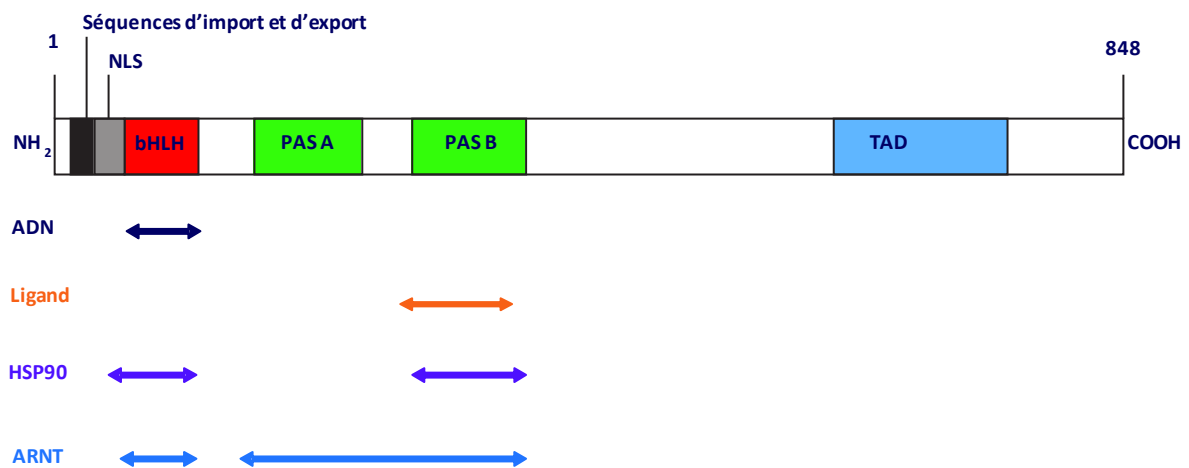 Séquences d'import et d'export
1
848
NLS
NH2
bHLH
PAS A
PAS B
TAD
COOH
ADN
Ligand
HSP90
ARNT